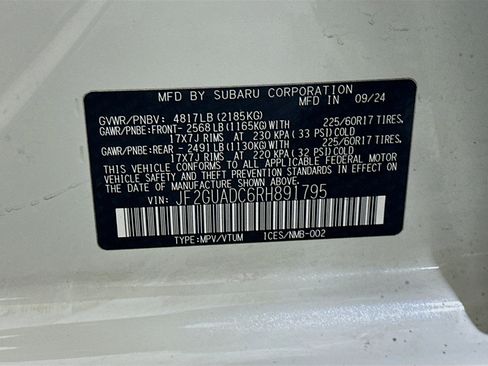 MFD BY SUBARU CORPORATION 09/24
GVWR/PNBV: 4817LB (2185KG)
GAWR/PNBE:FRONT- 2568LB (1165KG)WITH 225/60R17 TIRES,
17X7J RIMS AT 230 KPA (33 PSI)COLD
GAWR/PNBE:REAR - 2491LB (1130KG)WITH 225/60R17 TIRES,
17X7J RIMS AT 220 KPA (32 PSI)COLD
THIS VEHICLE CONFORMS TO ALL APPLICABLE
FEDERAL MOTOR VEHICLE SAFETY AND
THEFT PREVENTION STANDARDS IN EFFECT ON THE DATE
OF MANUFACTURE SHOWN ABOVE.
VIN: JF2GUADC6RH891795
TYPE:MPV/VTUM ICES/NMB-002